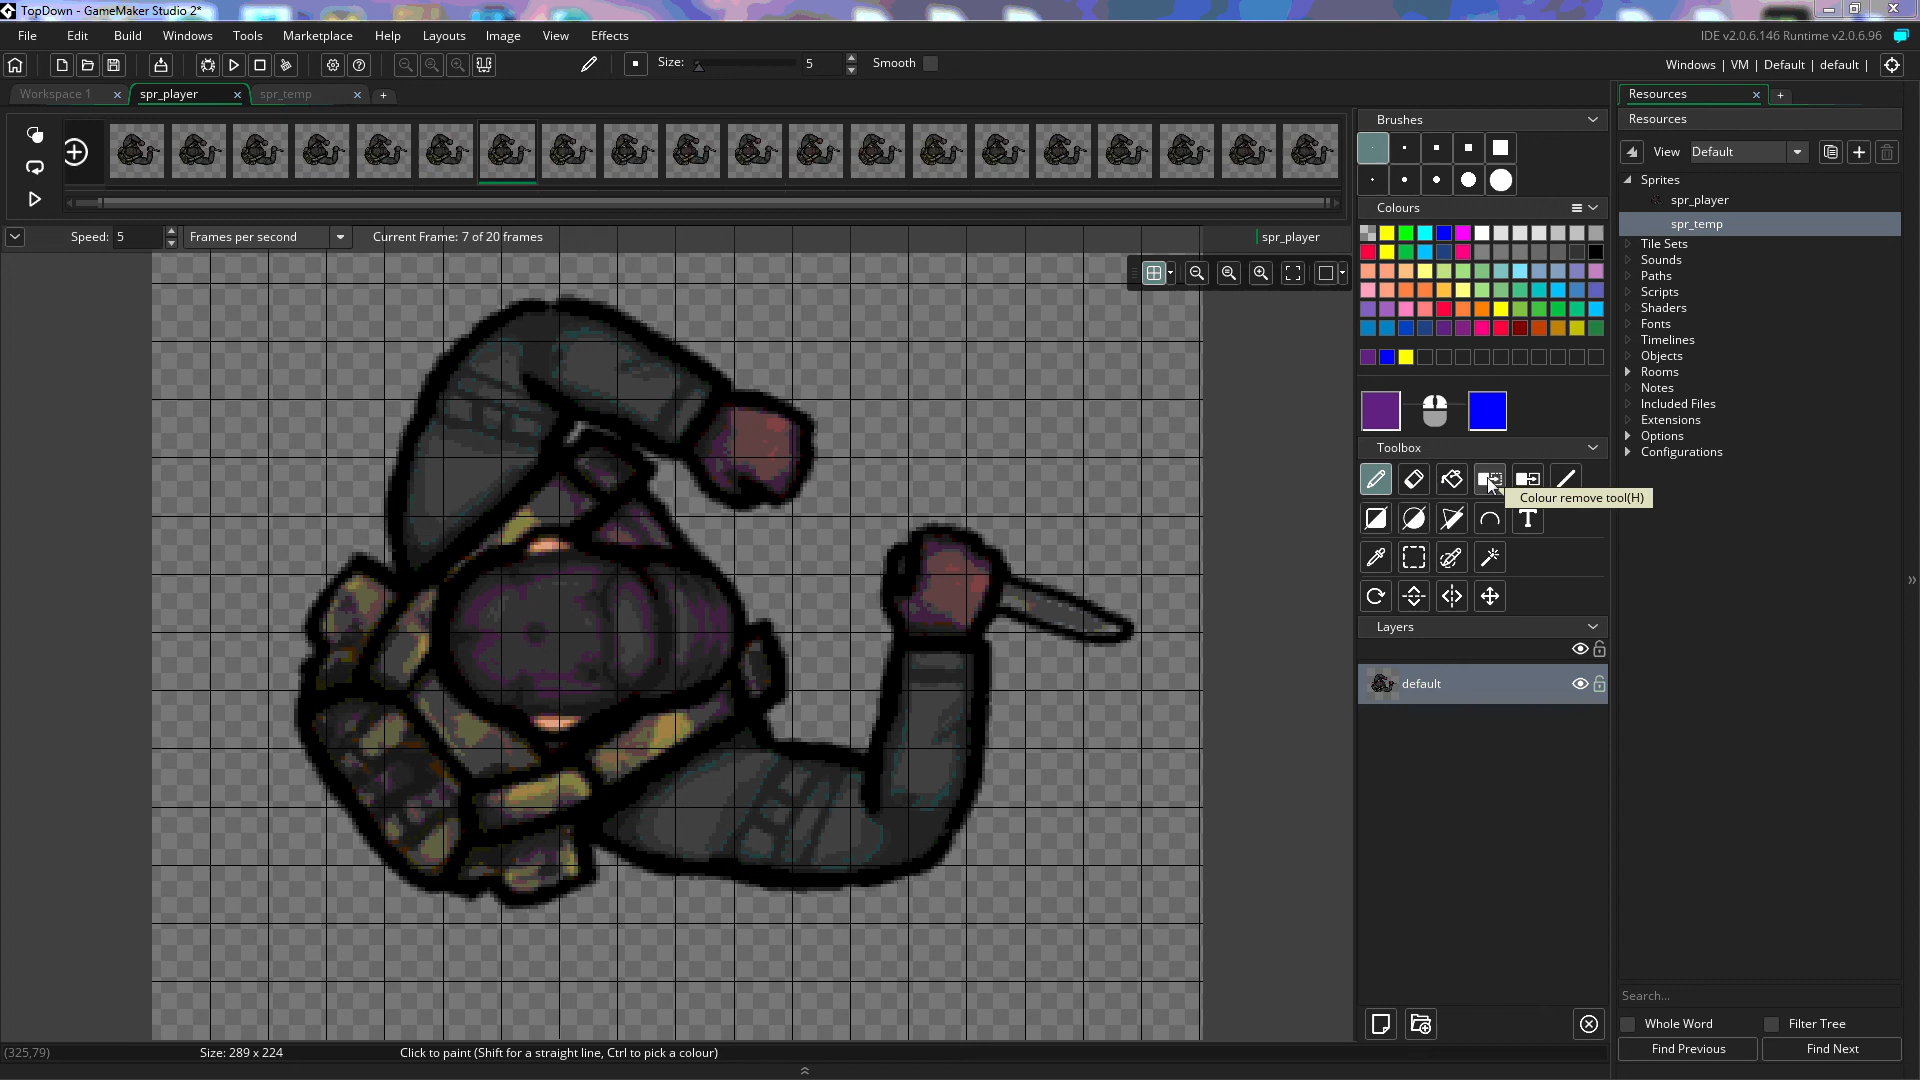 TopDown - GameMaker Studio 2*
File Edit Build Windows Tools Marketplace Help Layouts Image View Effects
IDE v2.0.6.146 Runtime v2.0.6.96
Size: 5 Smooth
Windows | VM | Default | default |
Workspace 1 spr_player spr_temp
Resources
Brushes
Resources
View Default
Sprites
spr_player
Colours
spr_temp
Speed: 5 Frames per second Current Frame: 7 of 20 frames spr_player
Tile Sets
Sounds
Paths
Scripts
Shaders
Fonts
Timelines
Objects
Rooms
Notes
Included Files
Extensions
Options
Configurations
Toolbox
Colour remove tool(H)
T
Layers
default
Search...
Whole Word Filter Tree
Find Previous Find Next
(325,79) Size: 289 x 224 Click to paint (Shift for a straight line, Ctrl to pick a colour)